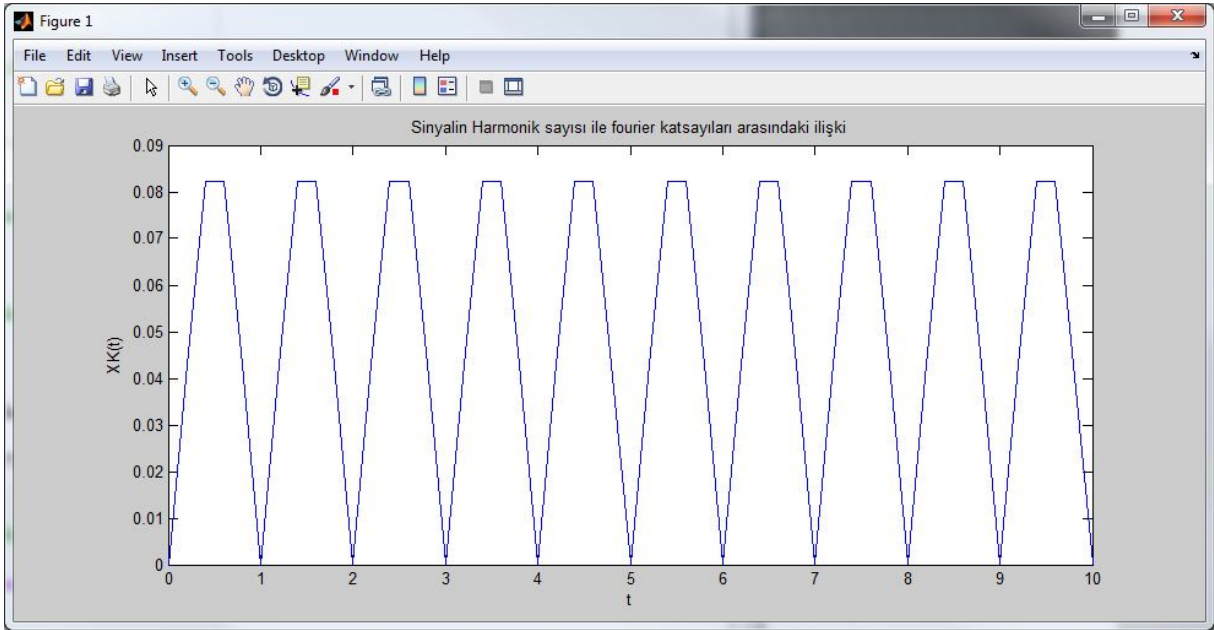 Figure 1
File Edit View Insert Tools Desktop Window Help
Sinyalin Harmonik sayısı ile fourier katsayıları arasındaki ilişki
0.09
0.08
0.07
0.06
0.05
0.04
0.03
0.02
0.01
0
XK(t)
0 1 2 3 4 5 6 7 8 9 10
t